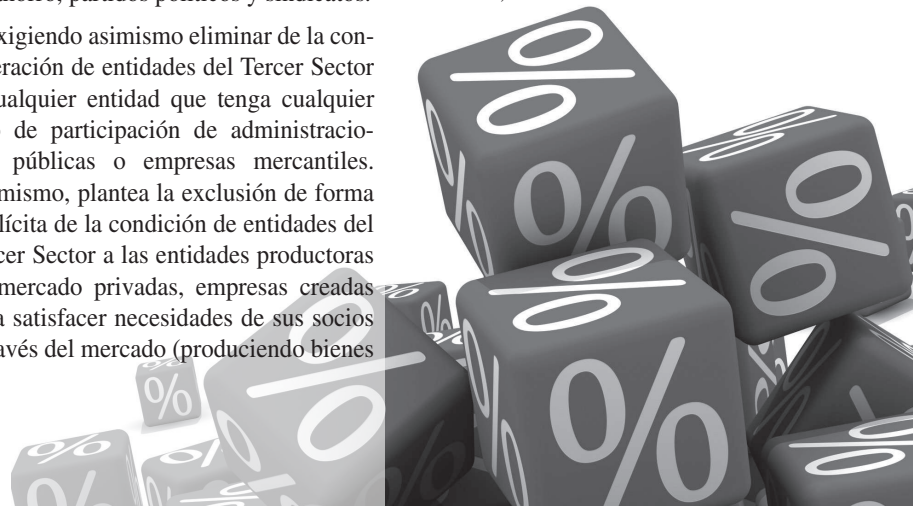 partidos políticos y sindicatos.
xigiendo asimismo eliminar de la con-
eración de entidades del Tercer Sector
ualquier entidad que tenga cualquier
de participación de administracio-
públicas o empresas mercantiles.
mismo, plantea la exclusión de forma
lícita de la condición de entidades del
cer Sector a las entidades productoras
mercado privadas, empresas creadas
a satisfacer necesidades de sus socios
avés del mercado (produciendo bienes
%
%
%
%
%
%
%
%
%
%
%
%
%